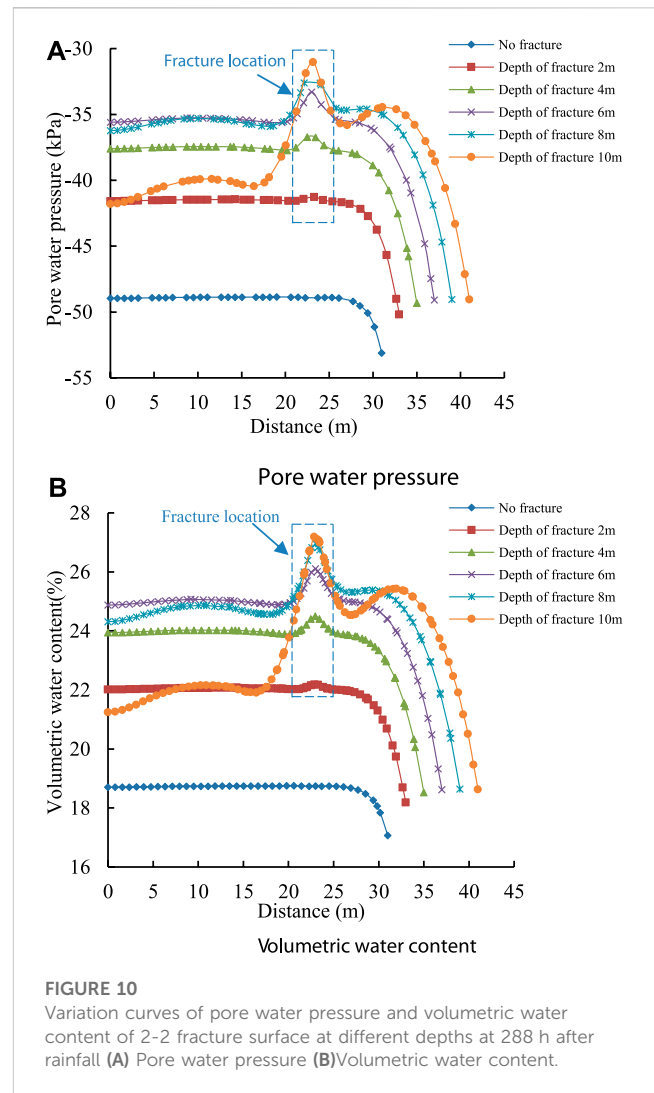 A
-30
-35
-40
-45
-50
-55
Pore water pressure (kPa)
Fracture location
No fracture
Depth of fracture 2m
Depth of fracture 4m
Depth of fracture 6m
Depth of fracture 8m
Depth of fracture 10m
0 5 10 15 20 25 30 35 40 45
Distance (m)
Pore water pressure
B
28
26
24
22
20
18
16
Volumetric water content(%)
Fracture location
No fracture
Depth of fracture 2m
Depth of fracture 4m
Depth of fracture 6m
Depth of fracture 8m
Depth of fracture 10m
0 5 10 15 20 25 30 35 40 45
Distance (m)
Volumetric water content
FIGURE 10
Variation curves of pore water pressure and volumetric water
content of 2-2 fracture surface at different depths at 288 h after
rainfall (A) Pore water pressure (B)Volumetric water content.